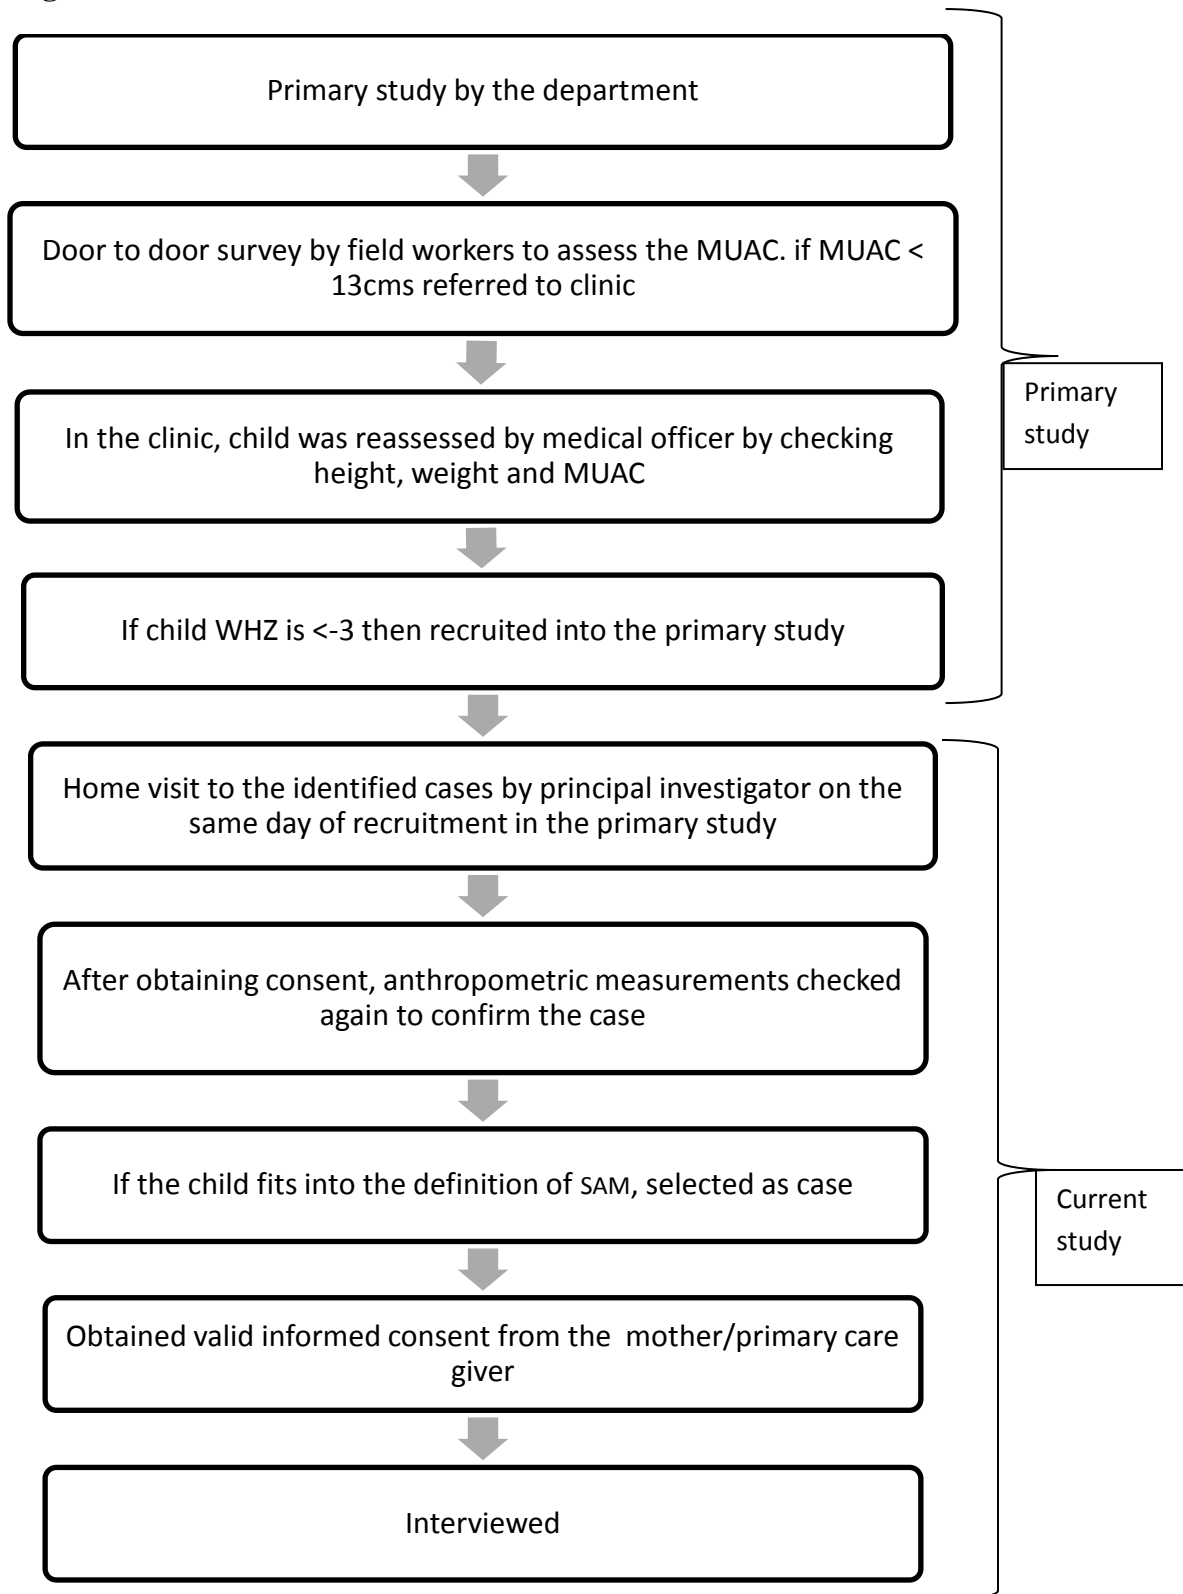 Primary study by the department
Door to door survey by field workers to assess the MUAC. if MUAC <
13cms referred to clinic
In the clinic, child was reassessed by medical officer by checking
height, weight and MUAC
Primary
study
If child WHZ is <-3 then recruited into the primary study
Home visit to the identified cases by principal investigator on the
same day of recruitment in the primary study
After obtaining consent, anthropometric measurements checked
again to confirm the case
If the child fits into the definition of SAM, selected as case
Current
study
Obtained valid informed consent from the  mother/primary care
giver
Interviewed